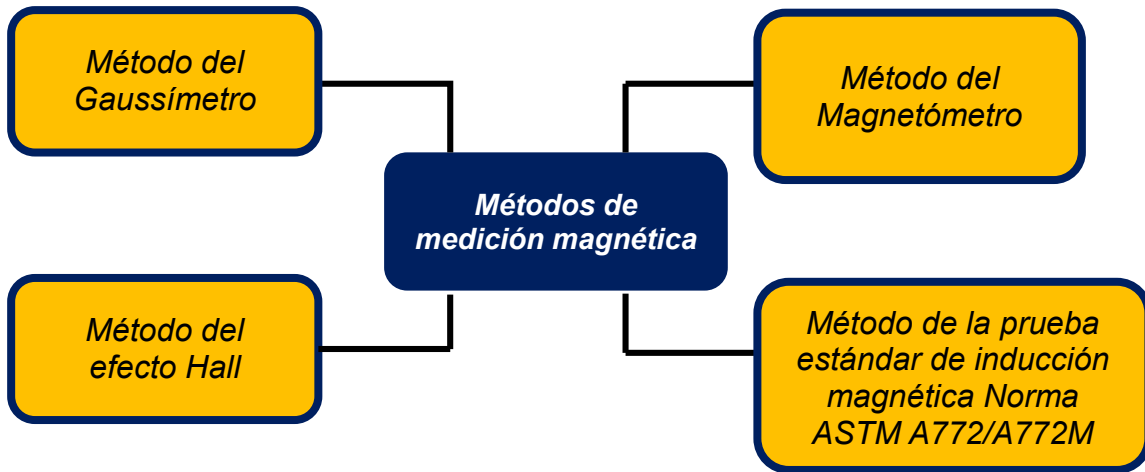 Método del
Gaussímetro
Método del
Magnetómetro
Métodos de
medición magnética
Método del
efecto Hall
Método de la prueba
estándar de inducción
magnética Norma
ASTM A772/A772M